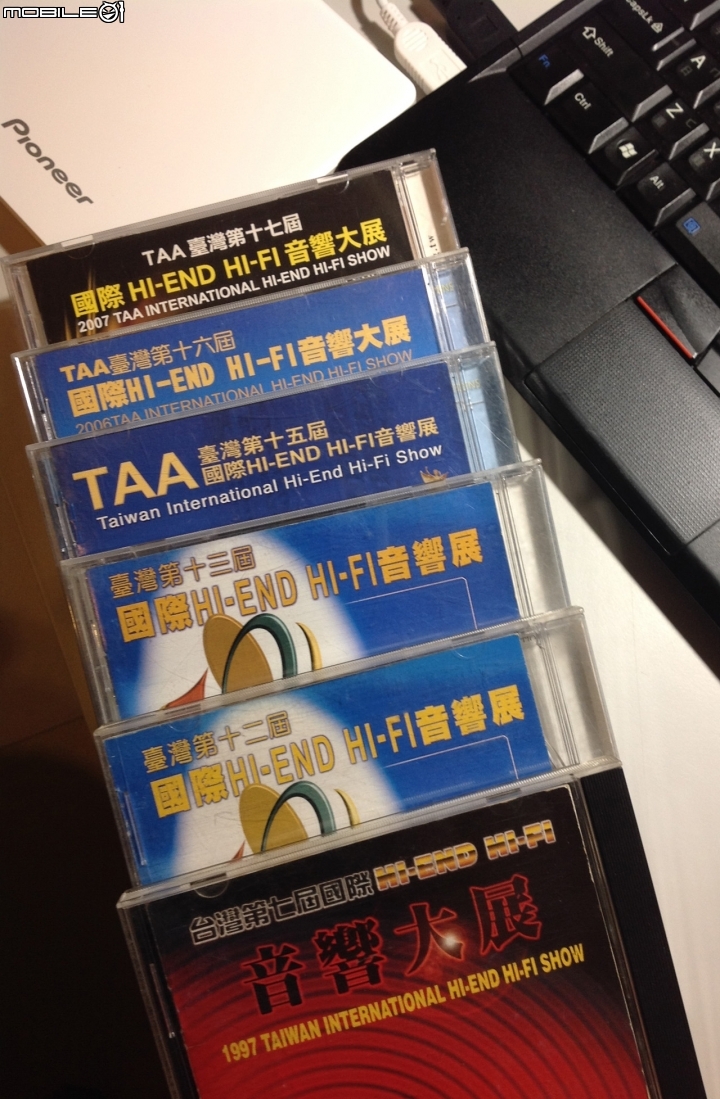 MOBILE01
Pioneer
CapsLk
A
Shift
Fn
Z
Ctrl
X
Alt
TAA 臺灣第十七屆
國際 HI-END HI-FI 音響大展
2007 TAA INTERNATIONAL HI-END HI-FI SHOW
TAA臺灣第十六屆
國際HI-END HI-FI音響大展
2006TAA INTERNATIONAL HI-END HI-FI SHOW
TAA
臺灣第十五屆
國際HI-END HI-FI音響展
Taiwan International Hi-End Hi-Fi Show
臺灣第十三屆
國際HI-END HI-FI音響展
臺灣第十二屆
國際HI-END HI-FI音響展
台灣第七屆國際HI-END HI-FI
音響大展
1997 TAIWAN INTERNATIONAL HI-END HI-FI SHOW